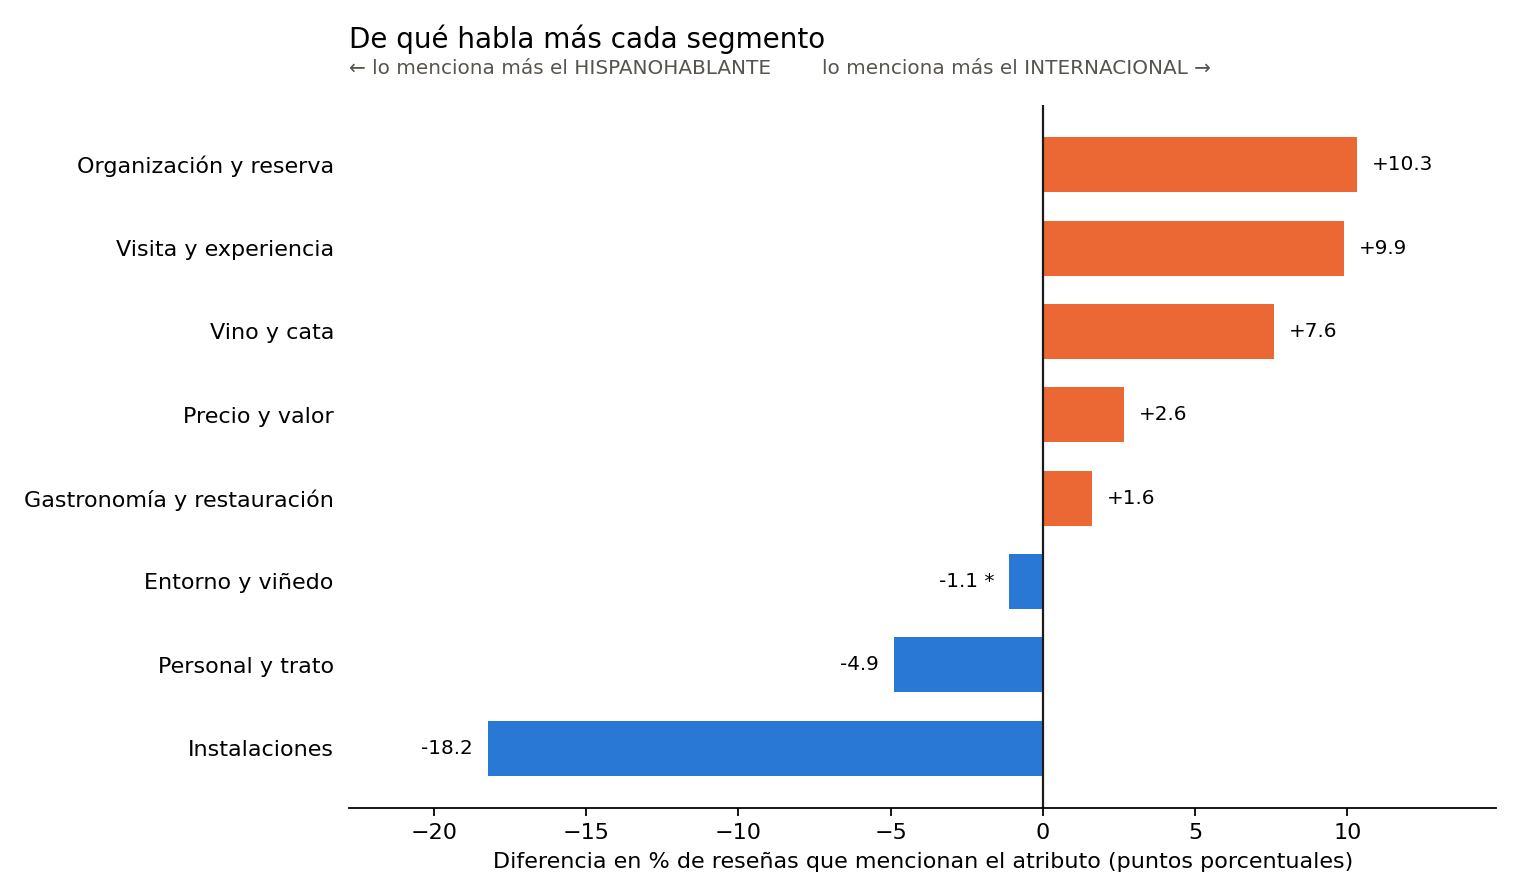 De qué habla más cada segmento
← lo menciona más el HISPANOHABLANTE lo menciona más el INTERNACIONAL →
Organización y reserva +10.3
Visita y experiencia +9.9
Vino y cata +7.6
Precio y valor +2.6
Gastronomía y restauración +1.6
Entorno y viñedo -1.1 *
Personal y trato -4.9
Instalaciones -18.2
−20 −15 −10 −5 0 5 10
Diferencia en % de reseñas que mencionan el atributo (puntos porcentuales)